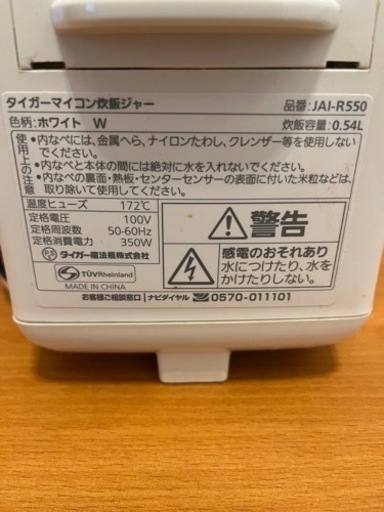 タイガーマイコン炊飯ジャー 品番:JAI-R550
色柄:ホワイト W 炊飯容量:0.54L
使用上の注意
•内なべには、金属へら、ナイロンたわし、クレンザー等を使用しない。
•内なべと本体の間には絶対に水を入れないでください。
•内なべの裏面・熱板・センターセンサーの表面に付いた米粒などは、
取り除いて使用してください。
温度ヒューズ 172℃
定格電圧 100V
定格周波数 50-60Hz
定格消費電力 350W
タイガー魔法瓶株式会社
TÜVRheinland
MADE IN CHINA
警告
感電のおそれあり
水につけたり、水を
かけたりしない。
お客様ご相談窓口 ナビダイヤル 0570-011101